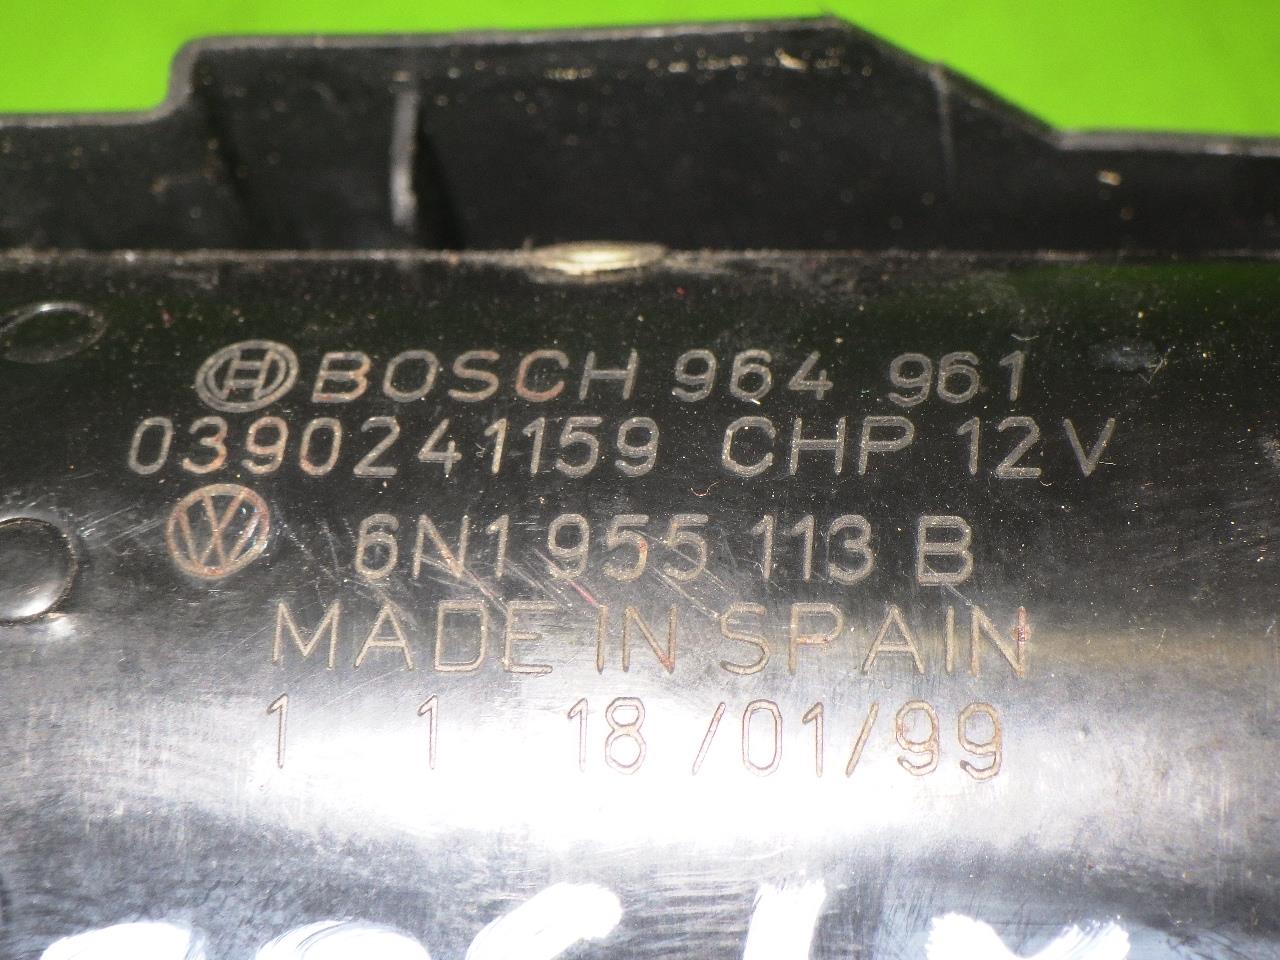 BOSCH 964 961
0390241159 CHP 12V
6N1 955 113 B
MADE IN SPAIN
1 1 18/01/99